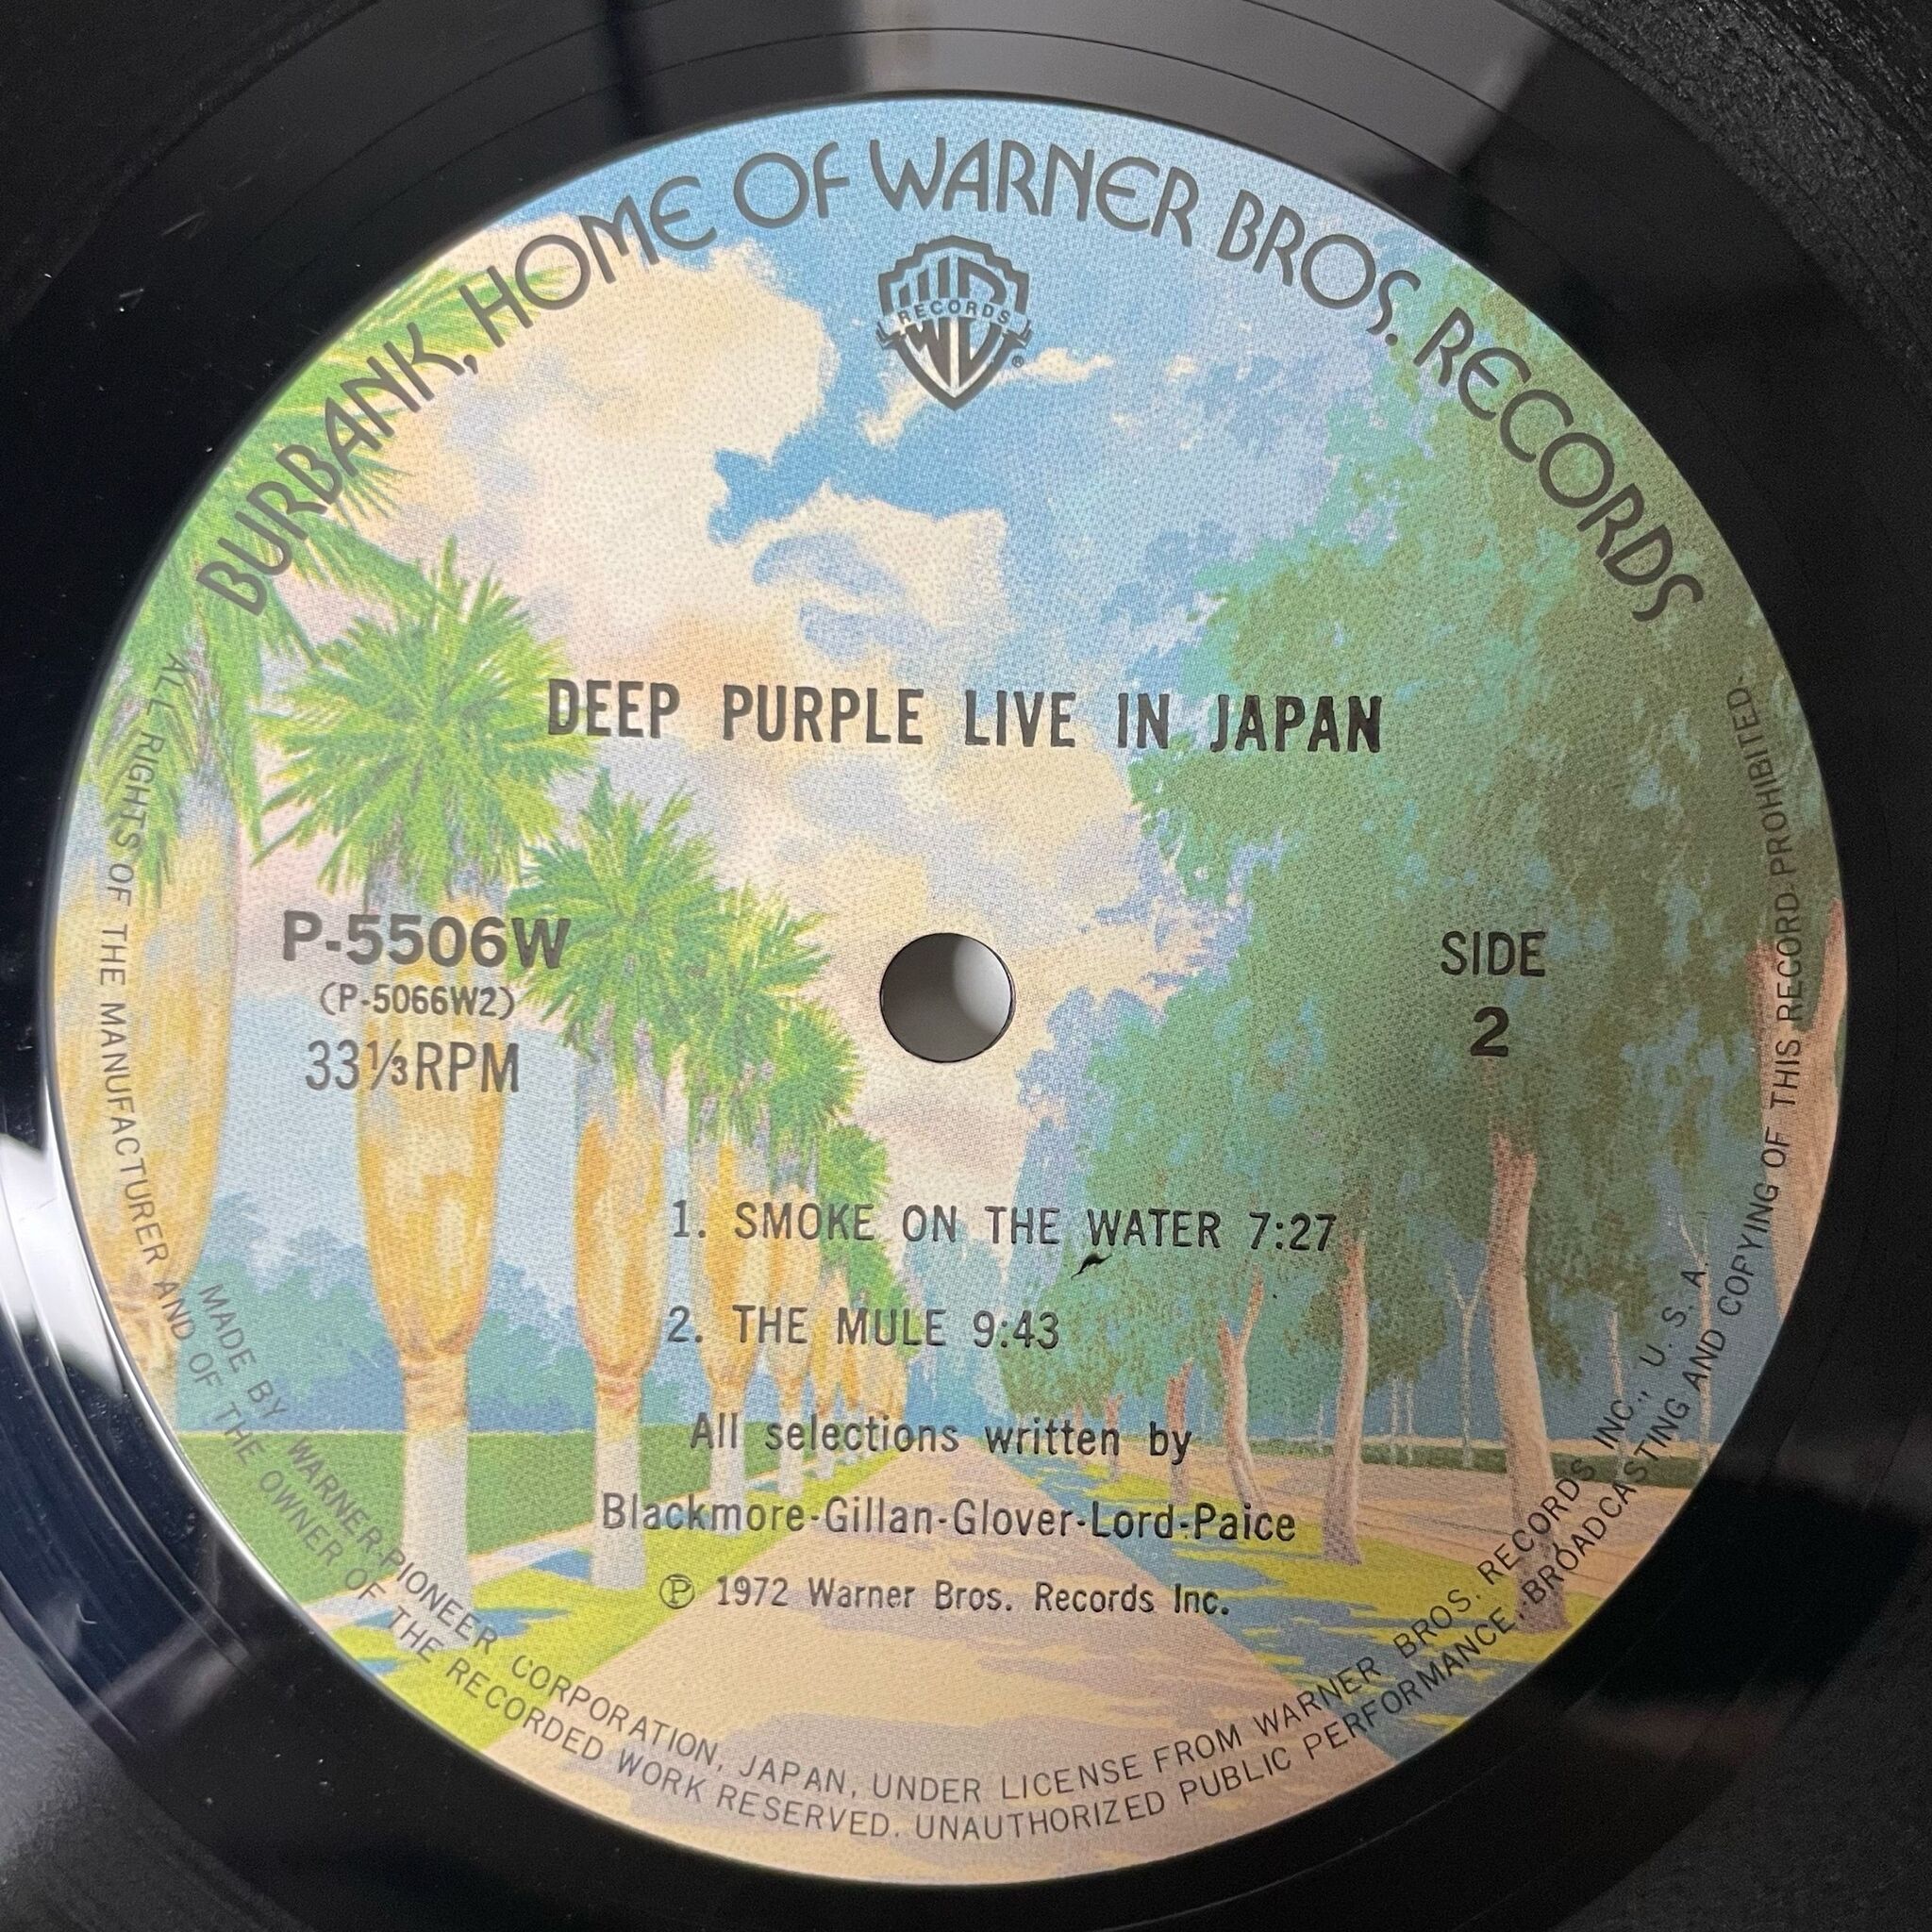 BURBANK, HOME OF WARNER BROS. RECORDS
RECORDS
®
DEEP PURPLE LIVE IN JAPAN
P-5506W
(P-5066W2)
33⅓RPM
SIDE
2
1. SMOKE ON THE WATER 7:27
2. THE MULE 9:43
All selections written by
Blackmore-Gillan-Glover-Lord-Paice
℗ 1972 Warner Bros. Records Inc.
MADE BY WARNER-PIONEER CORPORATION, JAPAN, UNDER LICENSE FROM WARNER BROS. RECORDS INC., U. S. A.
ALL RIGHTS OF THE MANUFACTURER AND OF THE OWNER OF THE RECORDED WORK RESERVED. UNAUTHORIZED PUBLIC PERFORMANCE, BROADCASTING AND COPYING OF THIS RECORD PROHIBITED-